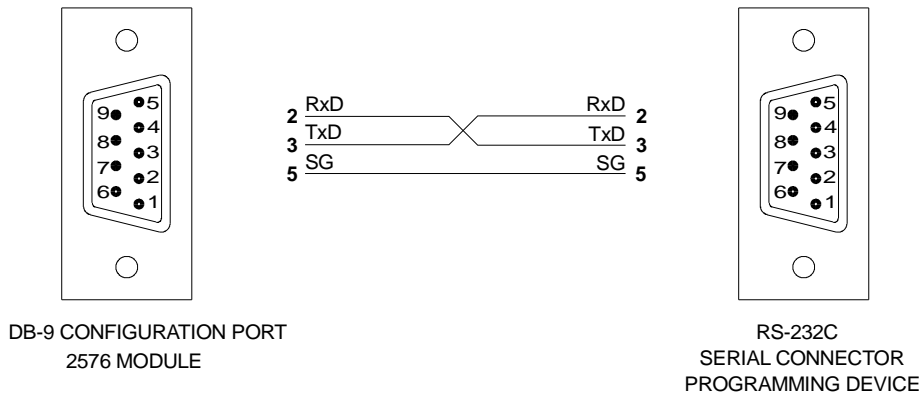 5
9
4
8
3
7
2
6
1
2 RxD RxD 2
3 TxD TxD 3
5 SG SG 5
5
9
4
8
3
7
2
6
1
DB-9 CONFIGURATION PORT
2576 MODULE
RS-232C
SERIAL CONNECTOR
PROGRAMMING DEVICE